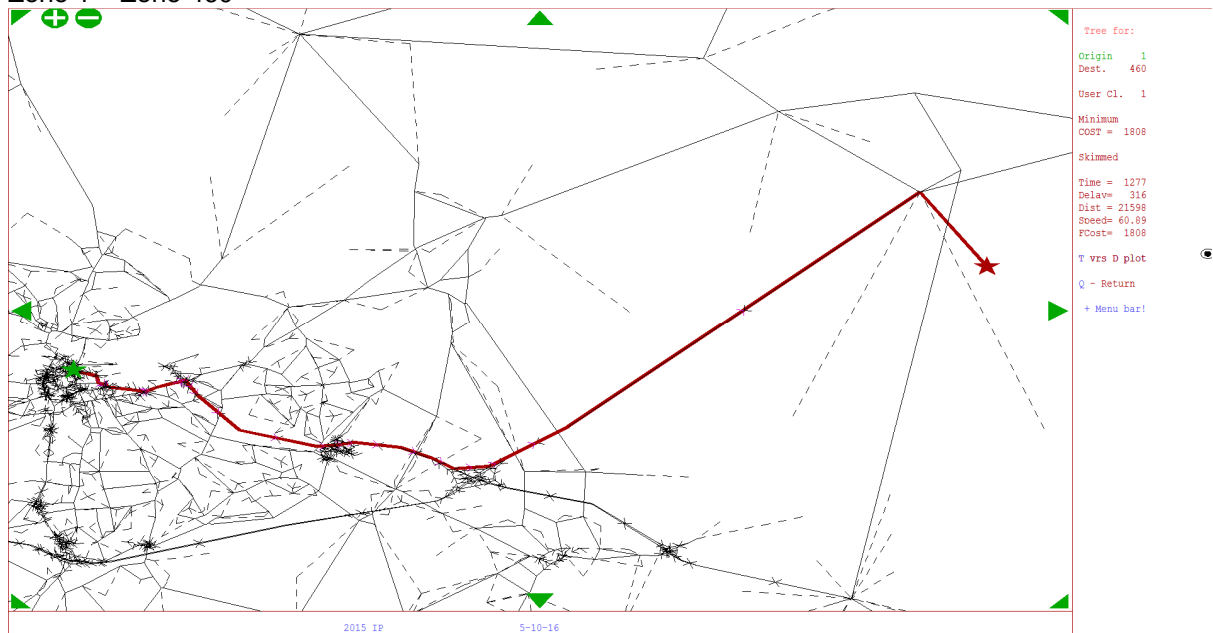 Tree for:
Origin 1
Dest. 460
User Cl. 1
Minimum
COST = 1808
Skimmed
Time = 1277
Delay= 316
Dist = 21598
Speed= 60.89
FCost= 1808
T vrs D plot
Q - Return
+ Menu bar!
2015 IP 5-10-16